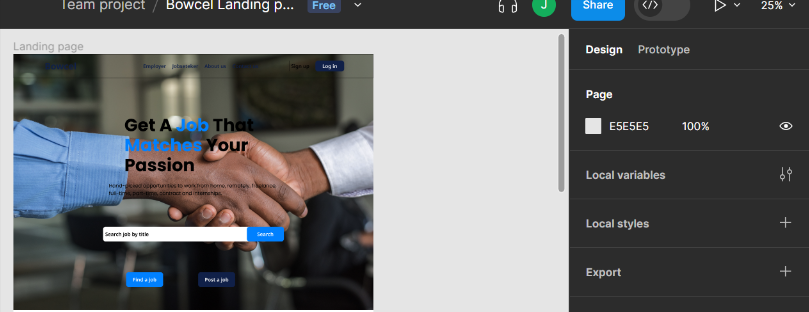 Team project / Bowcel Landing p... Free
J
Share
</>
25%
Landing page
Employer Jobseeker About us
Sign up
Log in
Get A Job That
Matches Your
Passion
Hand-picked opportunities to work from home, remotely, freelance,
full-time, part-time, contract and internships.
Search job by title
Search
Find a job
Post a job
Design
Prototype
Page
E5E5E5
100%
Local variables
Local styles
Export